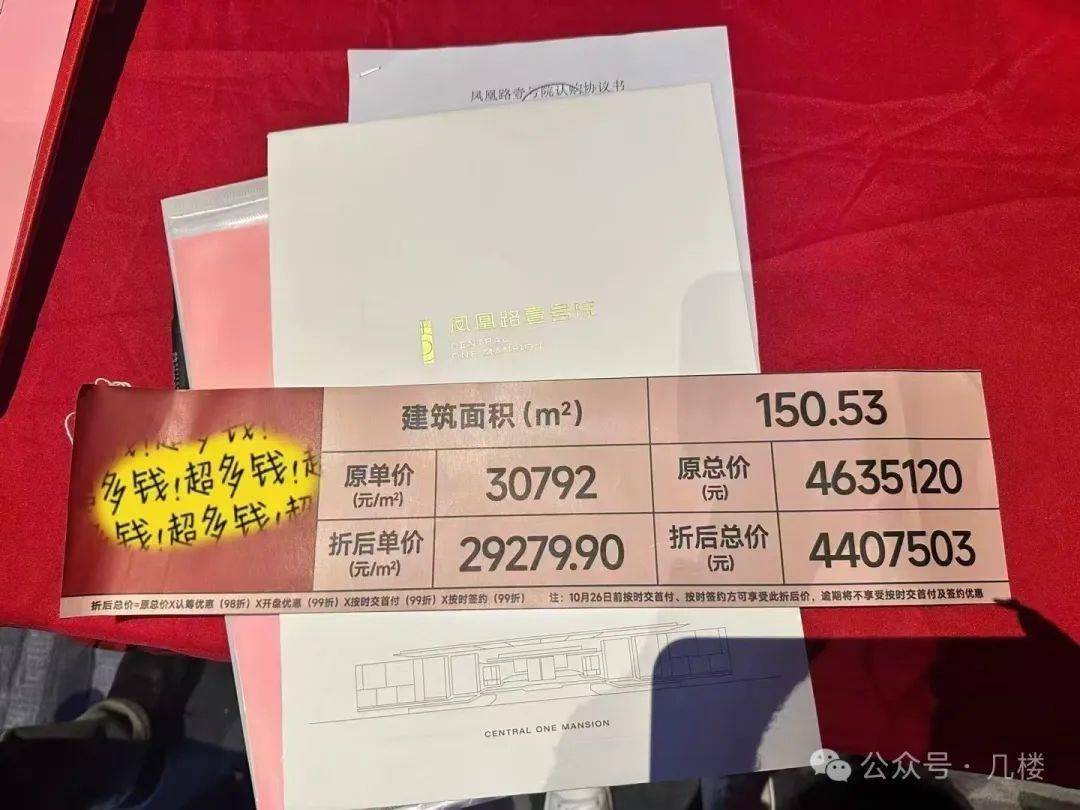 凤凰路壹号院认购协议书
凤凰路壹号院
CENTRAL
ONE MANSION
建筑面积(m²) 150.53
多钱!超多钱!超
钱!超多钱!超
原单价(元/m²) 30792 原总价(元) 4635120
折后单价(元/m²) 29279.90 折后总价(元) 4407503
折后总价=原总价X认筹优惠(98折)X开盘优惠(99折)X按时交首付(99折)X按时签约(99折) 注:10月26日前按时交首付、按时签约方可享受此折后价,逾期将不享受按时交首付及签约优惠
CENTRAL ONE MANSION
公众号·几楼